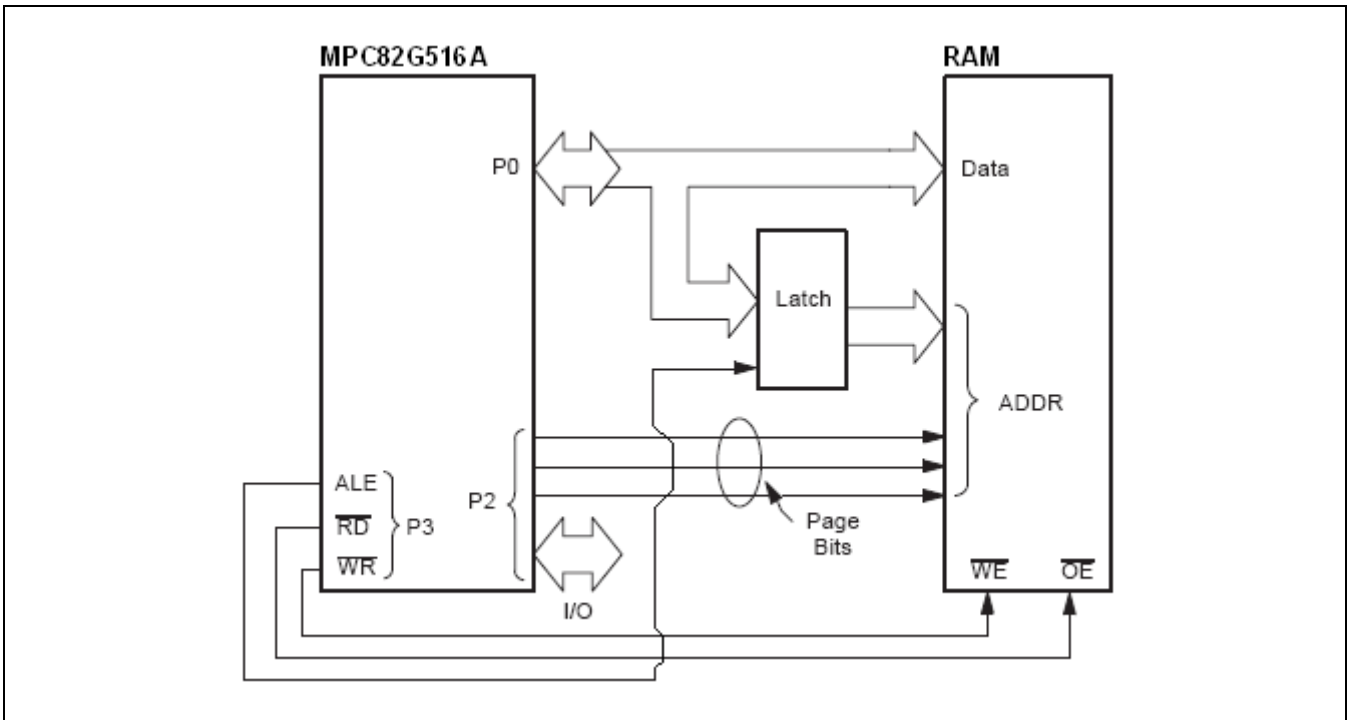 MPC82G516A
RAM
P0
Data
Latch
ADDR
ALE
RD
WR
P3
P2
Page
Bits
I/O
WE
OE